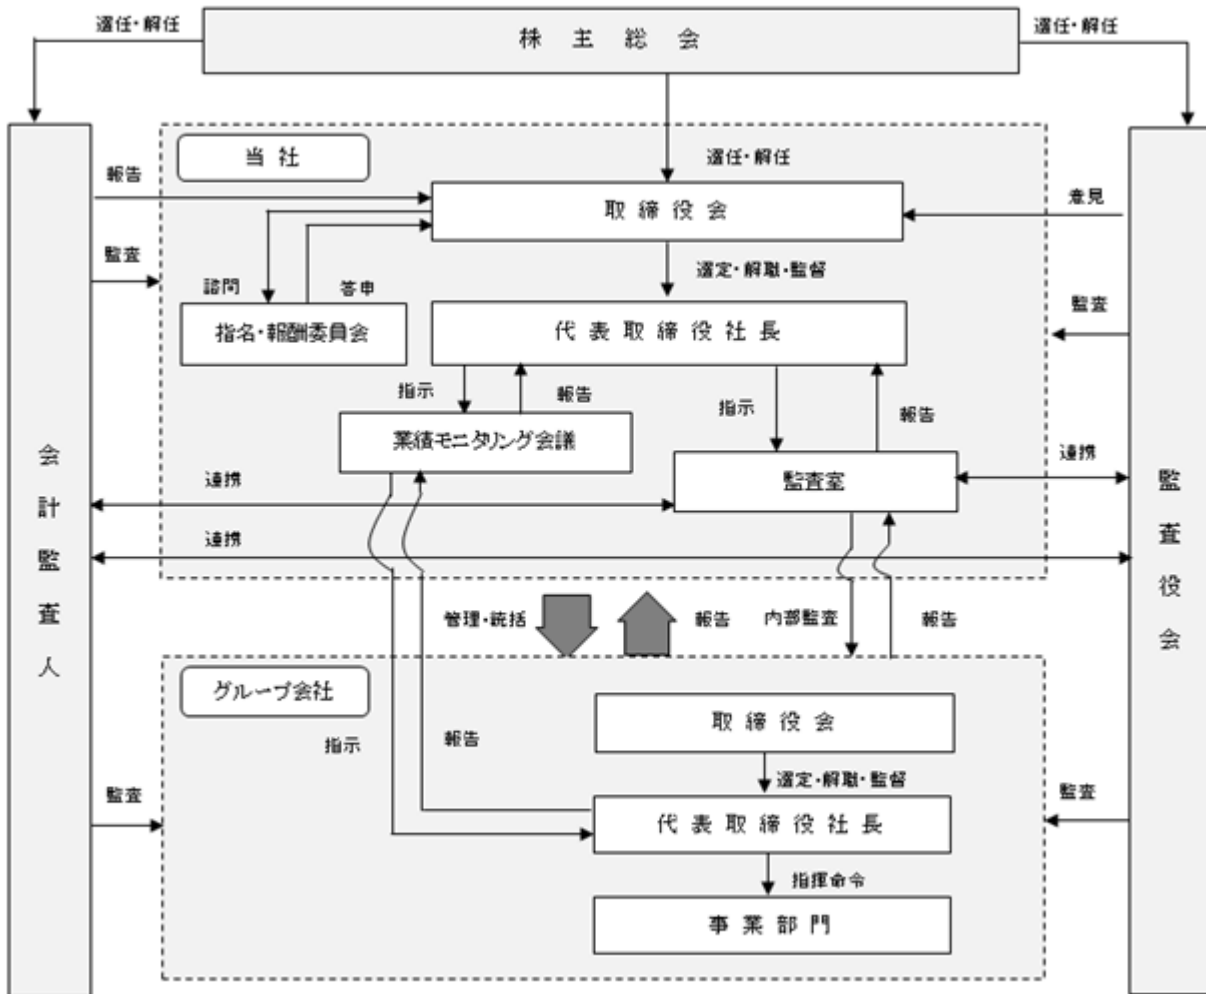 選任・解任
株主総会
選任・解任
当社
選任・解任
報告
取締役会
意見
監査
選定・解職・監督
諮問
答申
監査
指名・報酬委員会
代表取締役社長
指示
報告
指示
報告
業績モニタリング会議
連携
監査室
連携
連携
会計監査人
監査役会
管理・統括
報告
内部監査
報告
グループ会社
取締役会
指示
報告
選定・解職・監督
監査
監査
代表取締役社長
指揮命令
事業部門